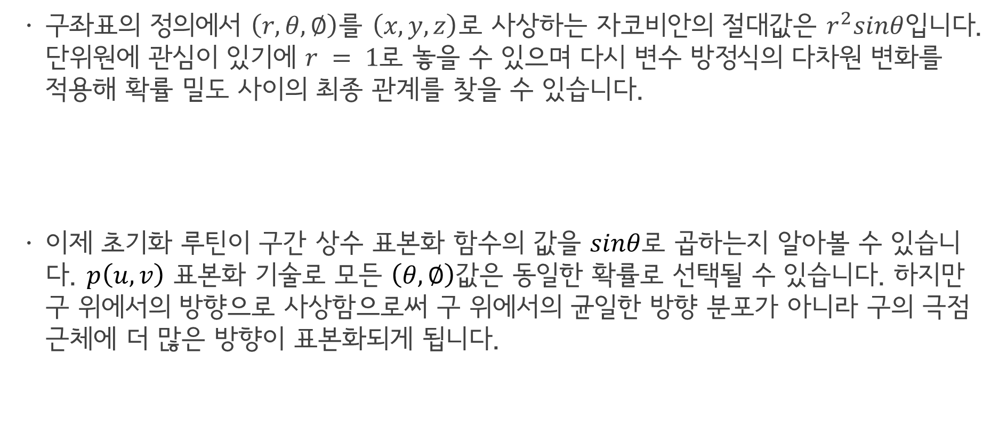 · 구좌표의 정의에서 (r, θ, ∅)를 (x, y, z)로 사상하는 자코비안의 절대값은 r²sinθ입니다.
단위원에 관심이 있기에 r = 1로 놓을 수 있으며 다시 변수 방정식의 다차원 변화를
적용해 확률 밀도 사이의 최종 관계를 찾을 수 있습니다.
· 이제 초기화 루틴이 구간 상수 표본화 함수의 값을 sinθ로 곱하는지 알아볼 수 있습니
다. p(u, v) 표본화 기술로 모든 (θ, ∅)값은 동일한 확률로 선택될 수 있습니다. 하지만
구 위에서의 방향으로 사상함으로써 구 위에서의 균일한 방향 분포가 아니라 구의 극점
근체에 더 많은 방향이 표본화되게 됩니다.